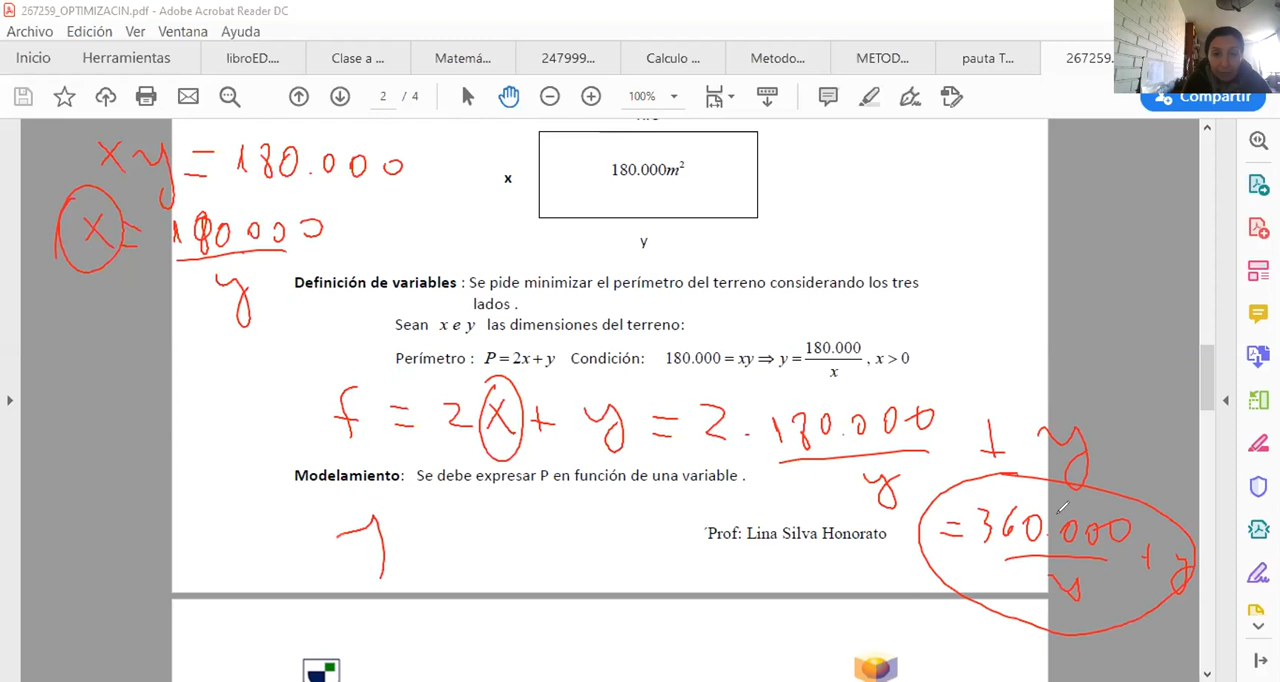 267259_OPTIMIZACIN.pdf - Adobe Acrobat Reader DC
Archivo Edición Ver Ventana Ayuda
Inicio Herramientas libroED.... Clase a ... Matemá... 247999... Calculo ... Metodo... METOD... pauta T... 26725
2 / 4 100% Compartir
xy = 180.000
180.000m²
x
x = 180000
y
y
Definición de variables : Se pide minimizar el perímetro del terreno considerando los tres
lados .
Sean x e y las dimensiones del terreno:
Perímetro : P = 2x + y Condición: 180.000 = xy ⇒ y = 180.000 / x , x > 0
f = 2x + y = 2 . 180.000 / y + y
Modelamiento: Se debe expresar P en función de una variable .
= 360.000 / y + y
´Prof: Lina Silva Honorato